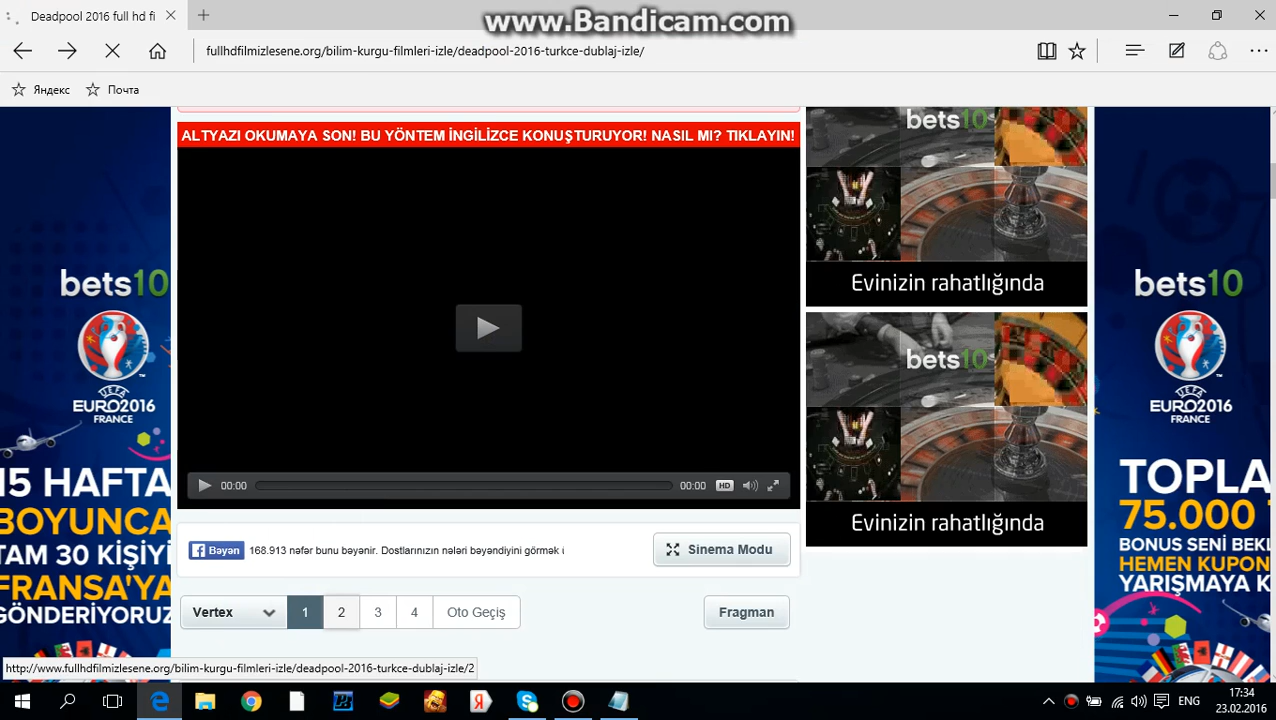 www.Bandicam.com
Deadpool 2016 full hd f
fullhdfilmizlesene.org/bilim-kurgu-filmleri-izle/deadpool-2016-turkce-dublaj-izle/
Яндекс Почта
ALTYAZI OKUMAYA SON! BU YÖNTEM İNGİLİZCE KONUŞTURUYOR! NASIL MI? TIKLAYIN!
bets10
Evinizin rahatlığında
bets10
Evinizin rahatlığında
bets10
UEFA
EURO2016
FRANCE
15 HAFTA
BOYUNCA
TAM 30 KİŞİYİ
FRANSA'YA
GÖNDERİYORUZ
bets10
UEFA
EURO2016
FRANCE
TOPLA
75.000
BONUS SENİ BEKL
HEMEN KUPON
YARIŞMAYA K
00:00 00:00 HD
Bəyən 168.913 nəfər bunu bəyənir. Dostlarınızın nələri bəyəndiyini görmək ü
Sinema Modu
Vertex 1 2 3 4 Oto Geçiş Fragman
http://www.fullhdfilmizlesene.org/bilim-kurgu-filmleri-izle/deadpool-2016-turkce-dublaj-izle/2
ENG
17:34
23.02.2016